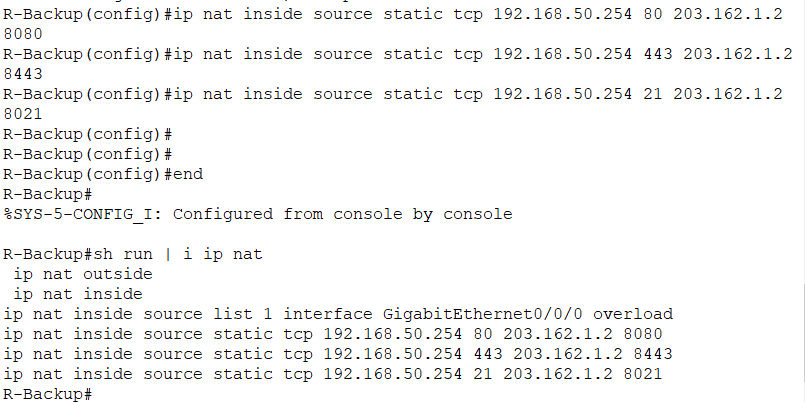 R-Backup(config)#ip nat inside source static tcp 192.168.50.254 80 203.162.1.2
8080
R-Backup(config)#ip nat inside source static tcp 192.168.50.254 443 203.162.1.2
8443
R-Backup(config)#ip nat inside source static tcp 192.168.50.254 21 203.162.1.2
8021
R-Backup(config)#
R-Backup(config)#
R-Backup(config)#end
R-Backup#
%SYS-5-CONFIG_I: Configured from console by console

R-Backup#sh run | i ip nat
 ip nat outside
 ip nat inside
ip nat inside source list 1 interface GigabitEthernet0/0/0 overload
ip nat inside source static tcp 192.168.50.254 80 203.162.1.2 8080
ip nat inside source static tcp 192.168.50.254 443 203.162.1.2 8443
ip nat inside source static tcp 192.168.50.254 21 203.162.1.2 8021
R-Backup#